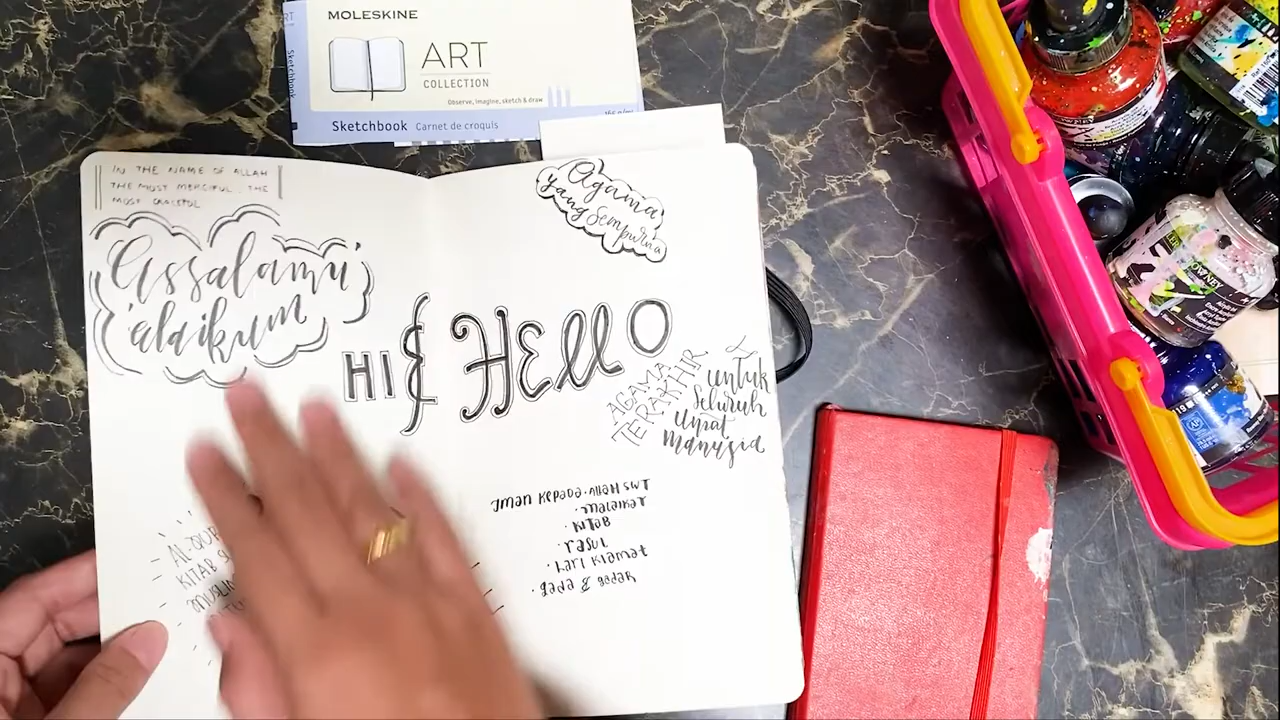 MOLESKINE
ART
COLLECTION
Observe, imagine, sketch & draw
Sketchbook Carnet de croquis
Sketchbook
IN THE NAME OF ALLAH
THE MOST MERCIFUL, THE
MOST GRACEFUL
Assalamu
'alaikum
Agama
yang Sempurna
HI & HEllO
AGAMA
TERAKHIR
untuk
Seluruh
Umat
manusia
Iman Kepada · Allah SWT
· malaikat
· KITAB
· rasul
· hari kiamat
· qada & qadar
KITAB